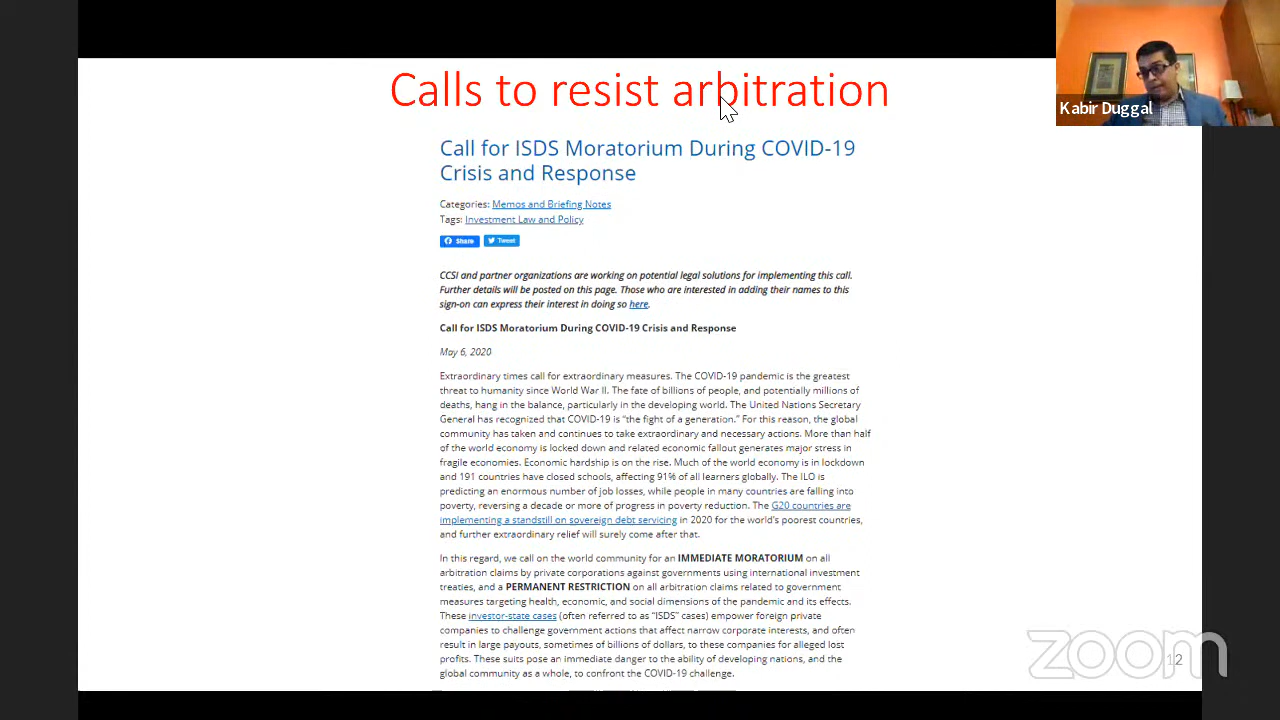 Calls to resist arbitration
Kabir Duggal
Call for ISDS Moratorium During COVID-19
Crisis and Response
Categories: Memos and Briefing Notes
Tags: Investment Law and Policy
Share Tweet
CCSI and partner organizations are working on potential legal solutions for implementing this call.
Further details will be posted on this page. Those who are interested in adding their names to this
sign-on can express their interest in doing so here.
Call for ISDS Moratorium During COVID-19 Crisis and Response
May 6, 2020
Extraordinary times call for extraordinary measures. The COVID-19 pandemic is the greatest
threat to humanity since World War II. The fate of billions of people, and potentially millions of
deaths, hang in the balance, particularly in the developing world. The United Nations Secretary
General has recognized that COVID-19 is “the fight of a generation.” For this reason, the global
community has taken and continues to take extraordinary and necessary actions. More than half
of the world economy is locked down and related economic fallout generates major stress in
fragile economies. Economic hardship is on the rise. Much of the world economy is in lockdown
and 191 countries have closed schools, affecting 91% of all learners globally. The ILO is
predicting an enormous number of job losses, while people in many countries are falling into
poverty, reversing a decade or more of progress in poverty reduction. The G20 countries are
implementing a standstill on sovereign debt servicing in 2020 for the world's poorest countries,
and further extraordinary relief will surely come after that.
In this regard, we call on the world community for an IMMEDIATE MORATORIUM on all
arbitration claims by private corporations against governments using international investment
treaties, and a PERMANENT RESTRICTION on all arbitration claims related to government
measures targeting health, economic, and social dimensions of the pandemic and its effects.
These investor-state cases (often referred to as “ISDS” cases) empower foreign private
companies to challenge government actions that affect narrow corporate interests, and often
result in large payouts, sometimes of billions of dollars, to these companies for alleged lost
profits. These suits pose an immediate danger to the ability of developing nations, and the
global community as a whole, to confront the COVID-19 challenge.
zoom
12